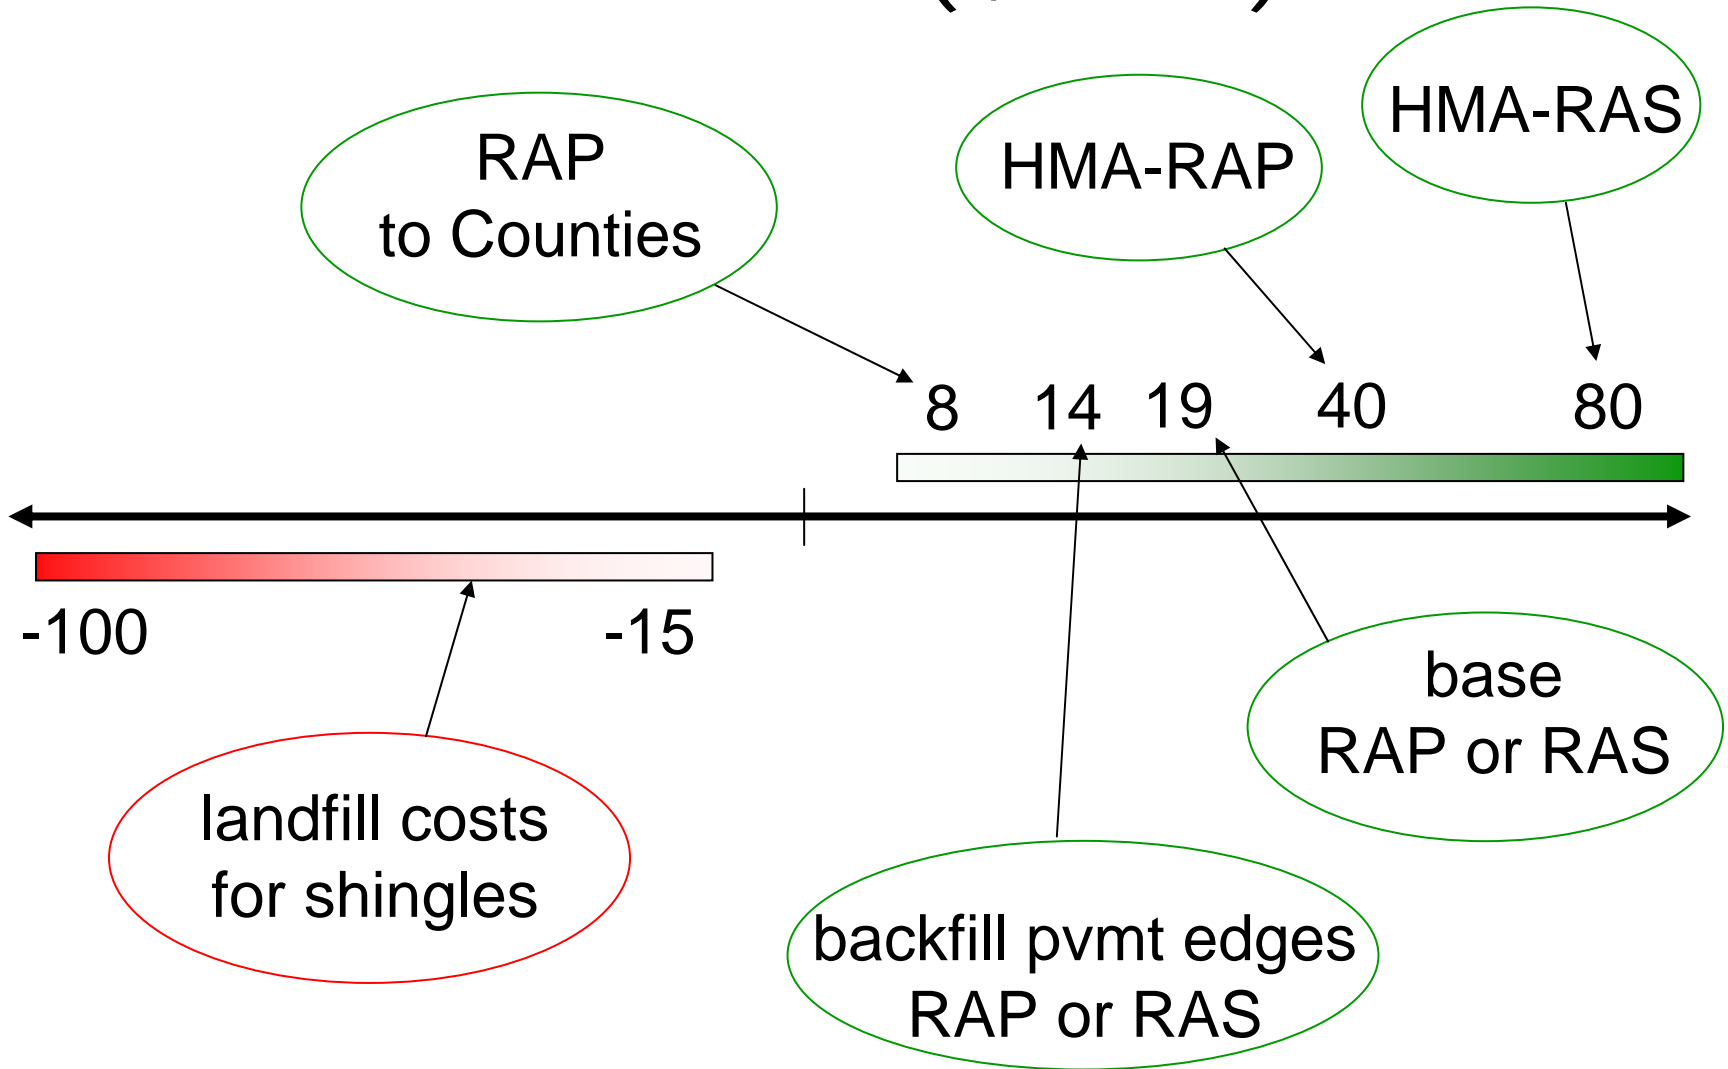 HMA-RAS
RAP
to Counties
HMA-RAP
8 14 19 40 80
-100 -15
base
RAP or RAS
landfill costs
for shingles
backfill pvmt edges
RAP or RAS